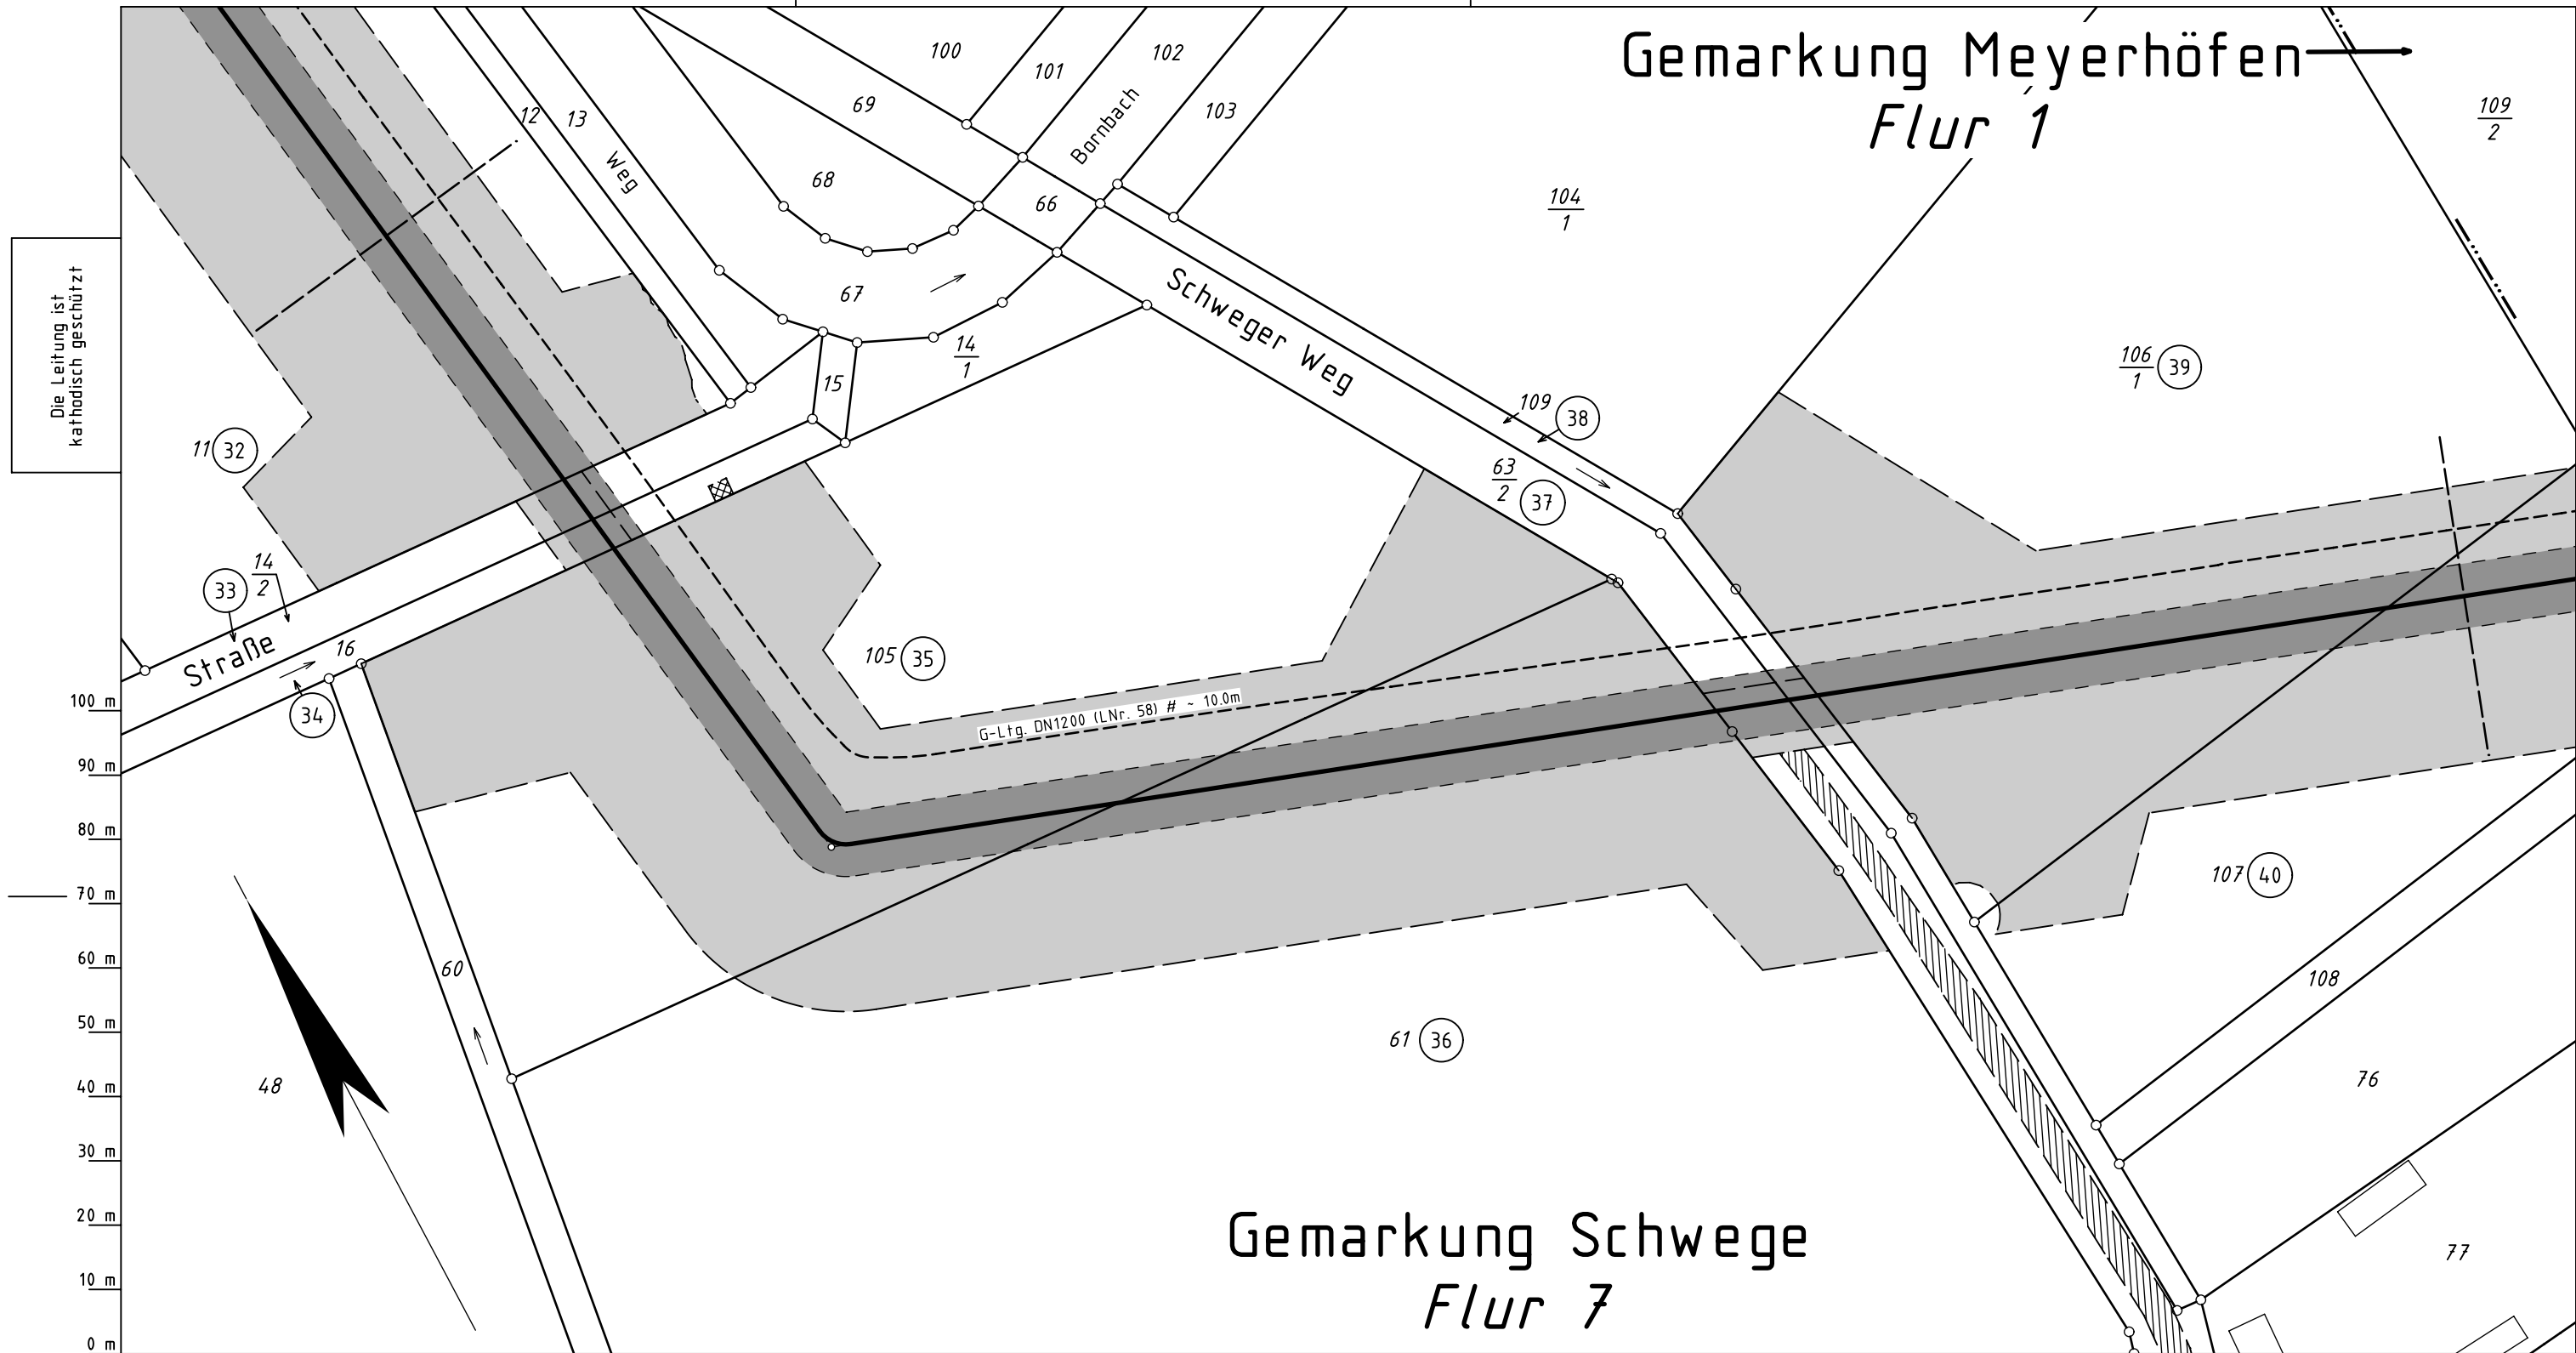 Gemarkung Meyerhöfen
Flur 1
100
101
102
103
69
12
13
Weg
68
Bornbach
66
67
104
1
109
2
Die Leitung ist
kathodisch geschützt
Schweger Weg
14
1
15
106
1
39
109
38
11
32
63
2
37
14
2
33
Straße
16
34
105
35
G-Ltg. DN1200 (LNr. 58) # ~ 10.0m
100 m
90 m
80 m
70 m
60 m
50 m
40 m
30 m
20 m
10 m
0 m
107
40
60
108
61
36
48
76
77
Gemarkung Schwege
Flur 7